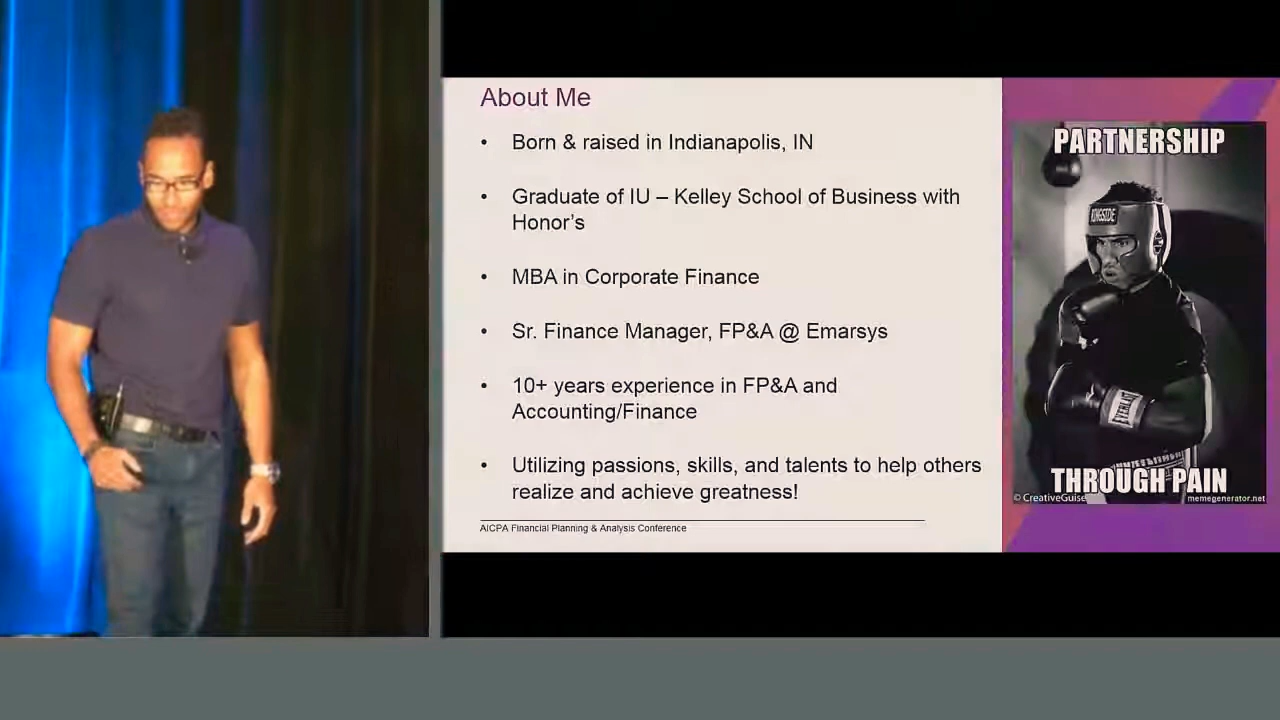 About Me
• Born & raised in Indianapolis, IN
• Graduate of IU – Kelley School of Business with
Honor's
• MBA in Corporate Finance
• Sr. Finance Manager, FP&A @ Emarsys
• 10+ years experience in FP&A and
Accounting/Finance
• Utilizing passions, skills, and talents to help others
realize and achieve greatness!
AICPA Financial Planning & Analysis Conference
PARTNERSHIP
RINGSIDE
EVERLAST
THROUGH PAIN
© CreativeGuise
memegenerator.net